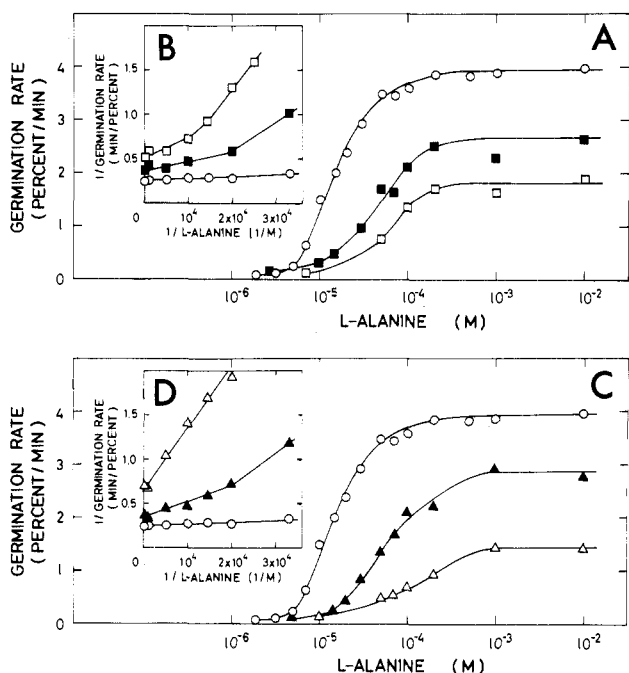 B
A
1/GERMINATION RATE
(MIN/PERCENT)
1.5
1.0
0.5
0
10⁴
2x10⁴
3x10⁴
1/L-ALANINE (1/M)
GERMINATION RATE
(PERCENT/MIN)
4
3
2
1
0
10⁻⁶
10⁻⁵
10⁻⁴
10⁻³
10⁻²
L-ALANINE (M)
D
C
1/GERMINATION RATE
(MIN/PERCENT)
1.5
1.0
0.5
0
10⁴
2x10⁴
3x10⁴
1/L-ALANINE (1/M)
GERMINATION RATE
(PERCENT/MIN)
4
3
2
1
0
10⁻⁶
10⁻⁵
10⁻⁴
10⁻³
10⁻²
L-ALANINE (M)